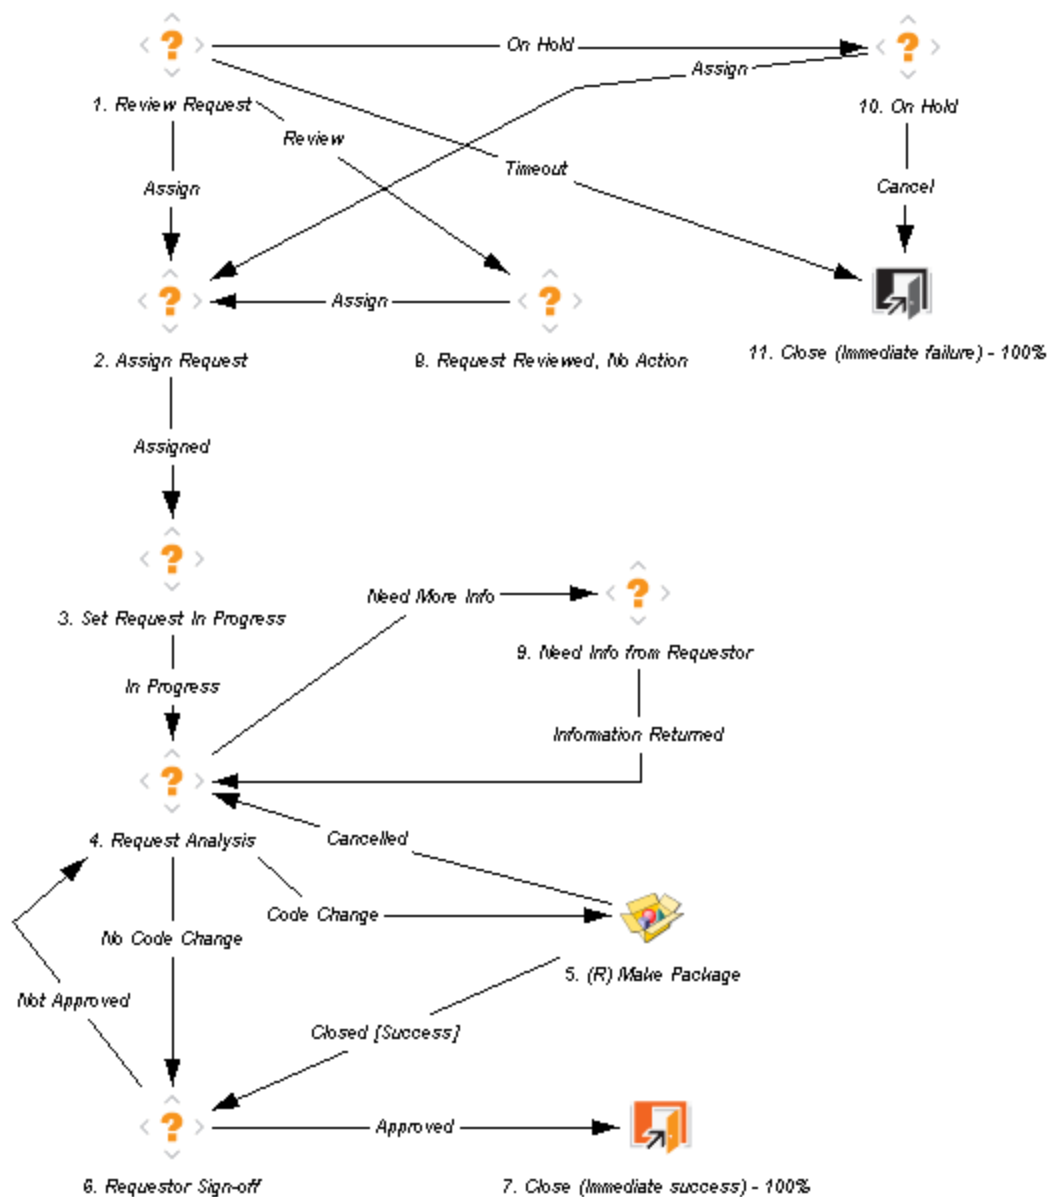 On Hold
Assign
1. Review Request
10. On Hold
Review
Timeout
Assign
Cancel
Assign
2. Assign Request
8. Request Reviewed, No Action
11. Close (Immediate failure) - 100%
Assigned
Need More Info
3. Set Request In Progress
9. Need Info from Requestor
In Progress
Information Returned
Cancelled
4. Request Analysis
Code Change
No Code Change
5. (R) Make Package
Not Approved
Closed [Success]
Approved
6. Requestor Sign-off
7. Close (Immediate success) - 100%